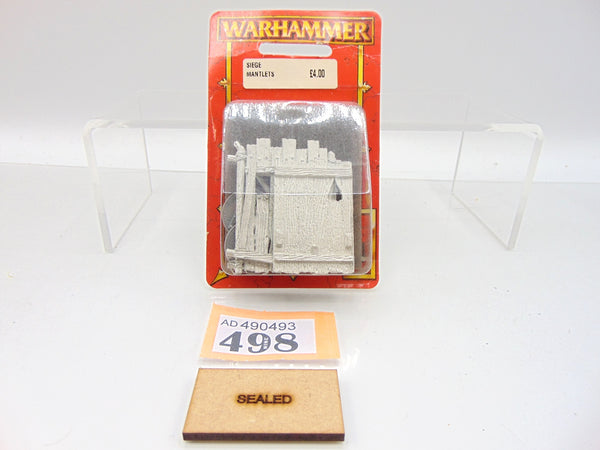 WARHAMMER
SIEGE
MANTLETS £4.00
AD 490493
498
SEALED